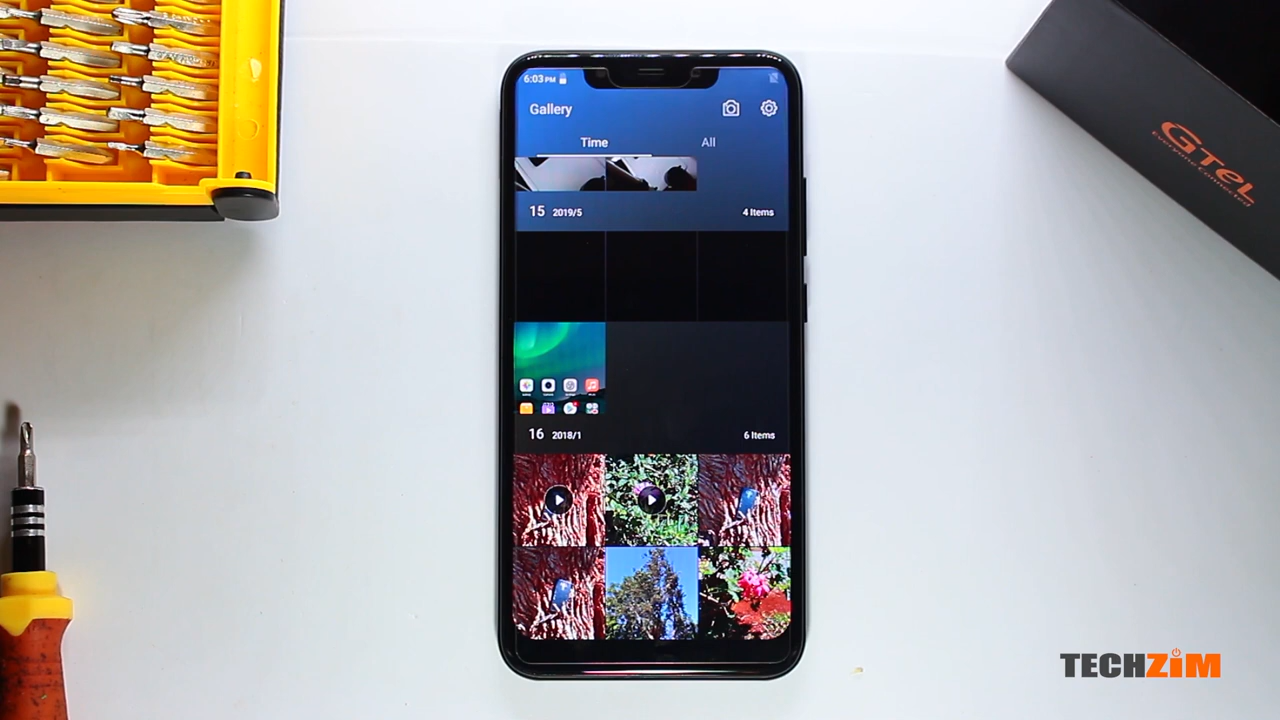 6:03 PM
Gallery
Time
All
15 2019/5
4 Items
16 2018/1
6 Items
GTeL
Everyone Connected
TECHZiM